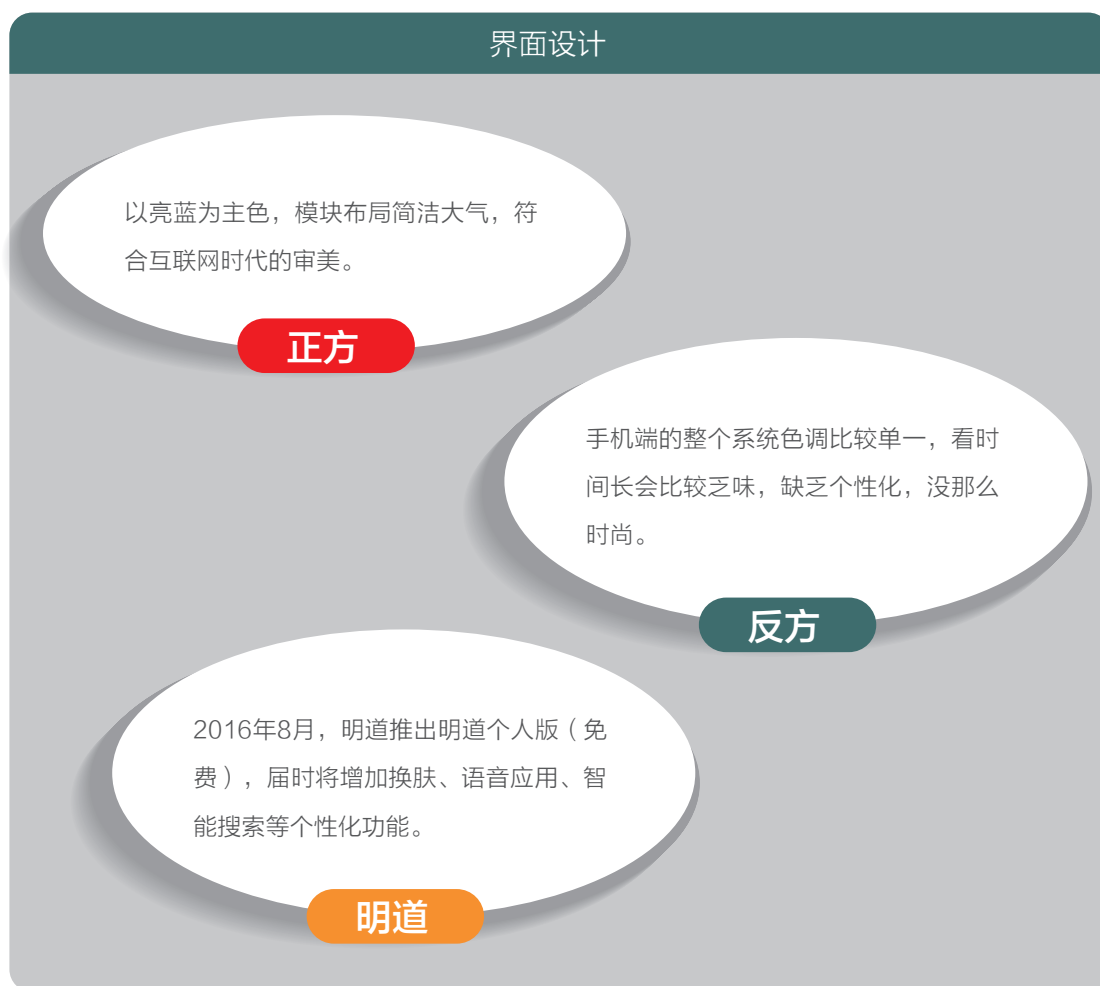 界面设计
以亮蓝为主色，模块布局简洁大气，符
合互联网时代的审美。
正方
手机端的整个系统色调比较单一，看时
间长会比较乏味，缺乏个性化，没那么
时尚。
反方
2016年8月，明道推出明道个人版（免
费），届时将增加换肤、语音应用、智
能搜索等个性化功能。
明道